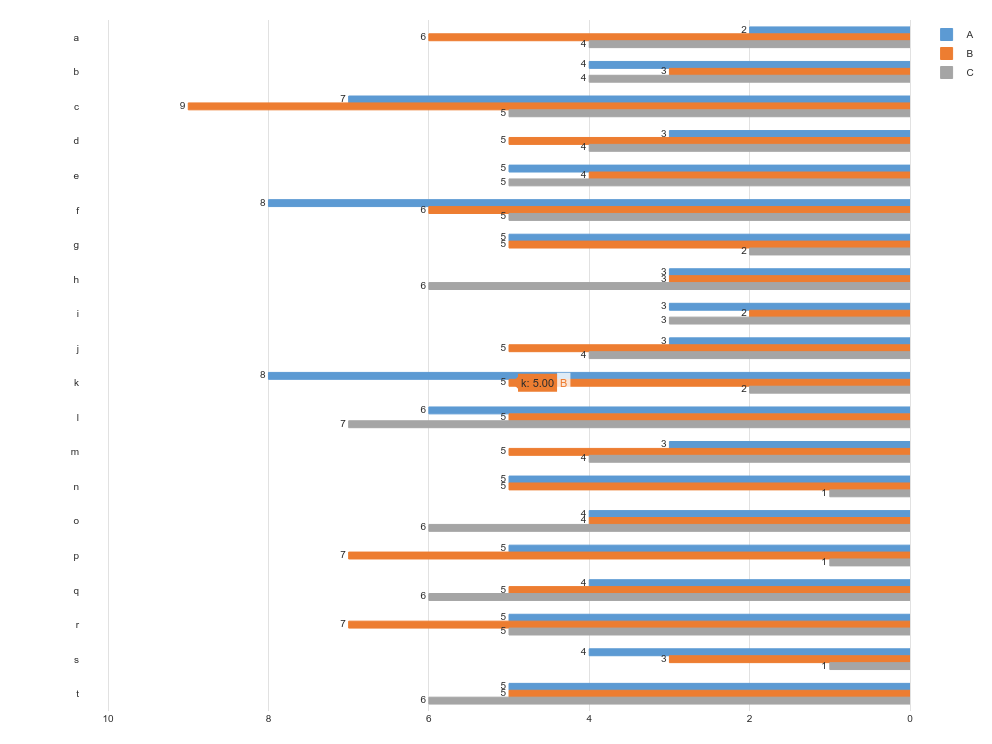 a 6 2 4
A
b 4 3 4
B
C
c 9 7 5
d 5 3 4
e 5 4 5
f 8 6 5
g 5 5 2
h 3 3 6
i 3 2 3
j 5 3 4
k 8 5 k: 5.00 B 2
l 6 5 7
m 5 3 4
n 5 5 1
o 4 4 6
p 7 5 1
q 4 5 6
r 7 5 5
s 4 3 1
t 5 5 6
10 8 6 4 2 0